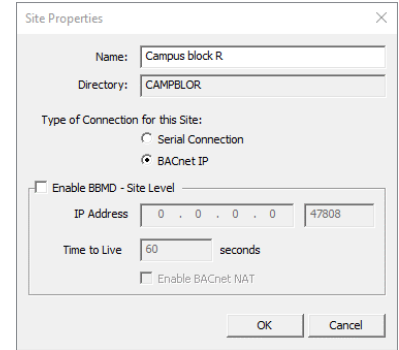 Site Properties
Name: Campus block R
Directory: CAMPBLOR
Type of Connection for this Site:
Serial Connection
BACnet IP
Enable BBMD - Site Level
IP Address 0 . 0 . 0 . 0 47808
Time to Live 60 seconds
Enable BACnet NAT
OK Cancel